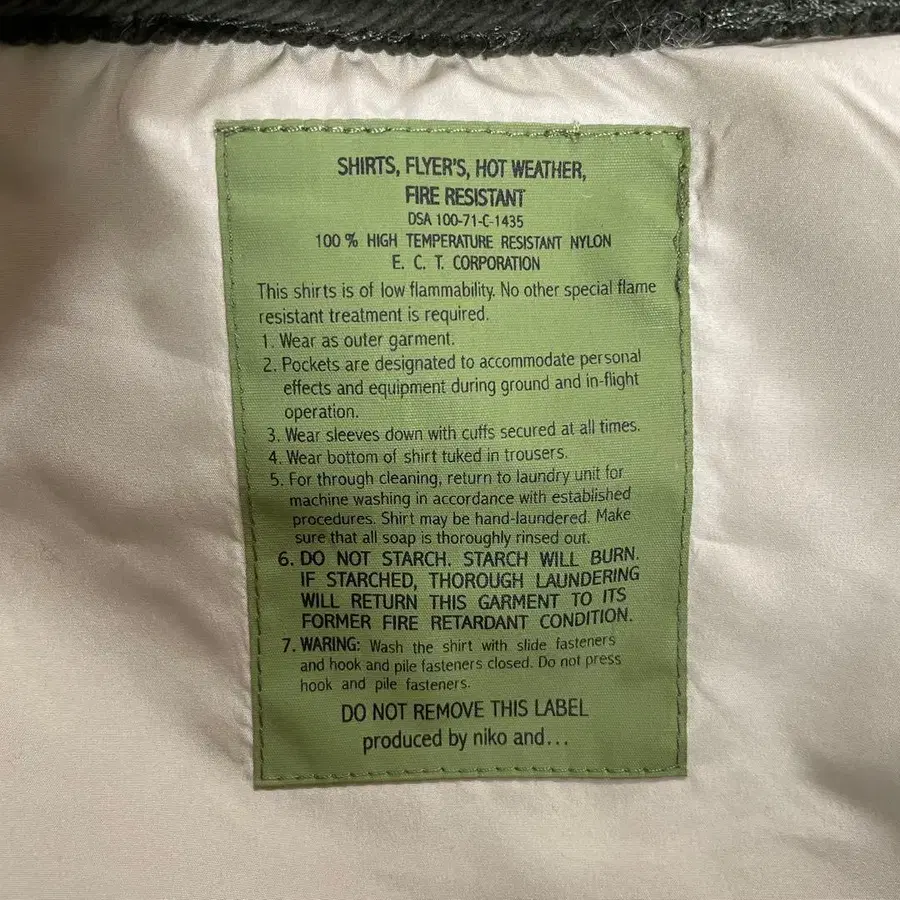 SHIRTS, FLYER'S, HOT WEATHER,
FIRE RESISTANT
DSA 100-71-C-1435
100 % HIGH TEMPERATURE RESISTANT NYLON
E. C. T. CORPORATION
This shirts is of low flammability. No other special flame
resistant treatment is required.
1. Wear as outer garment.
2. Pockets are designated to accommodate personal
effects and equipment during ground and in-flight
operation.
3. Wear sleeves down with cuffs secured at all times.
4. Wear bottom of shirt tuked in trousers.
5. For through cleaning, return to laundry unit for
machine washing in accordance with established
procedures. Shirt may be hand-laundered. Make
sure that all soap is thoroughly rinsed out.
6. DO NOT STARCH. STARCH WILL BURN.
IF STARCHED, THOROUGH LAUNDERING
WILL RETURN THIS GARMENT TO ITS
FORMER FIRE RETARDANT CONDITION.
7. WARING: Wash the shirt with slide fasteners
and hook and pile fasteners closed. Do not press
hook and pile fasteners.
DO NOT REMOVE THIS LABEL
produced by niko and...